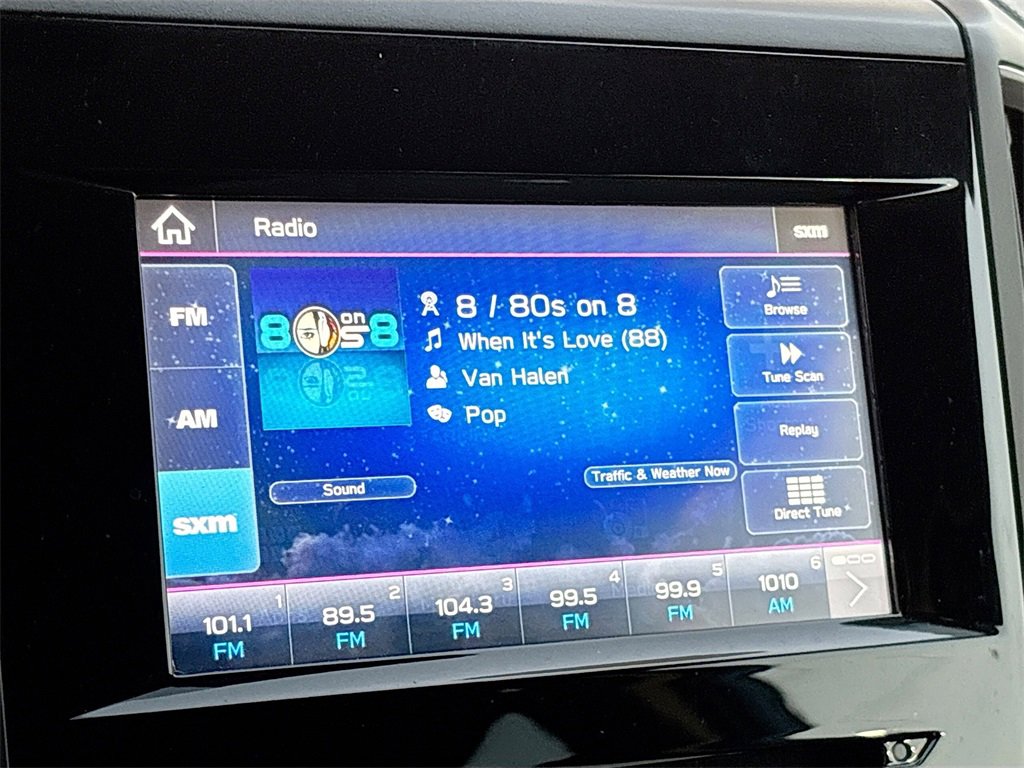 Radio
sxm
FM
AM
sxm
8 on 8
8 / 80s on 8
When It's Love (88)
Van Halen
Pop
Browse
Tune Scan
Replay
Direct Tune
Sound
Traffic & Weather Now
1
101.1
FM
2
89.5
FM
3
104.3
FM
4
99.5
FM
5
99.9
FM
6
1010
AM